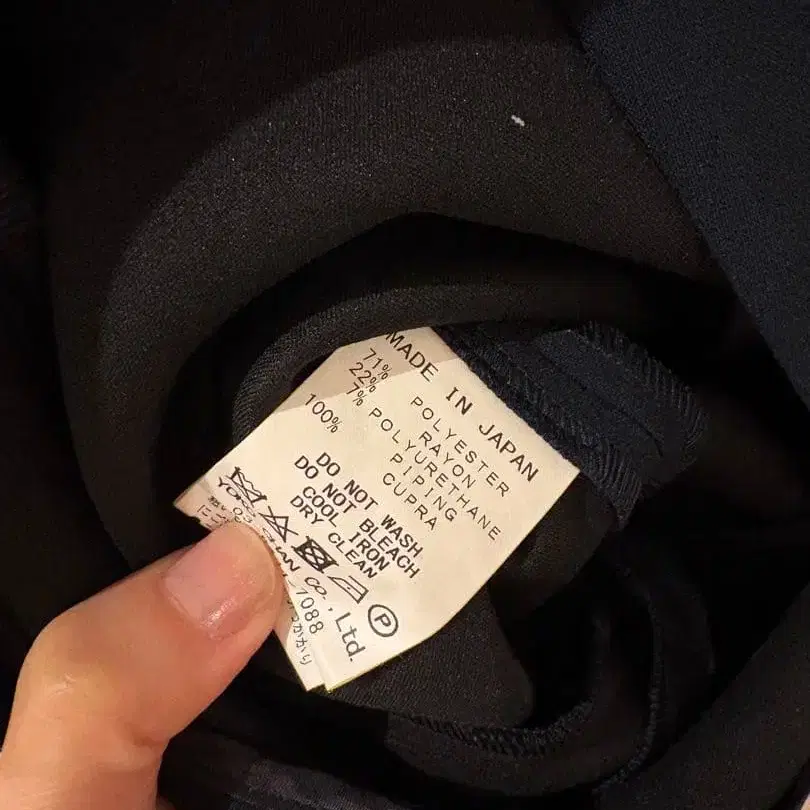 MADE IN JAPAN
71% POLYESTER
22% RAYON
7% POLYURETHANE
PIPING
100% CUPRA
DO NOT WASH
DO NOT BLEACH
COOL IRON
DRY CLEAN
P
CO., Ltd.
7088